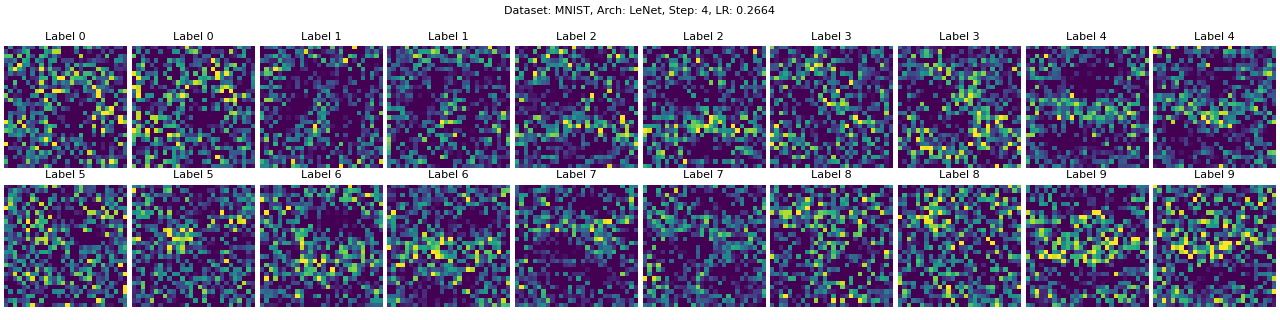 Dataset: MNIST, Arch: LeNet, Step: 4, LR: 0.2664
Label 0 Label 0 Label 1 Label 1 Label 2 Label 2 Label 3 Label 3 Label 4 Label 4
Label 5 Label 5 Label 6 Label 6 Label 7 Label 7 Label 8 Label 8 Label 9 Label 9